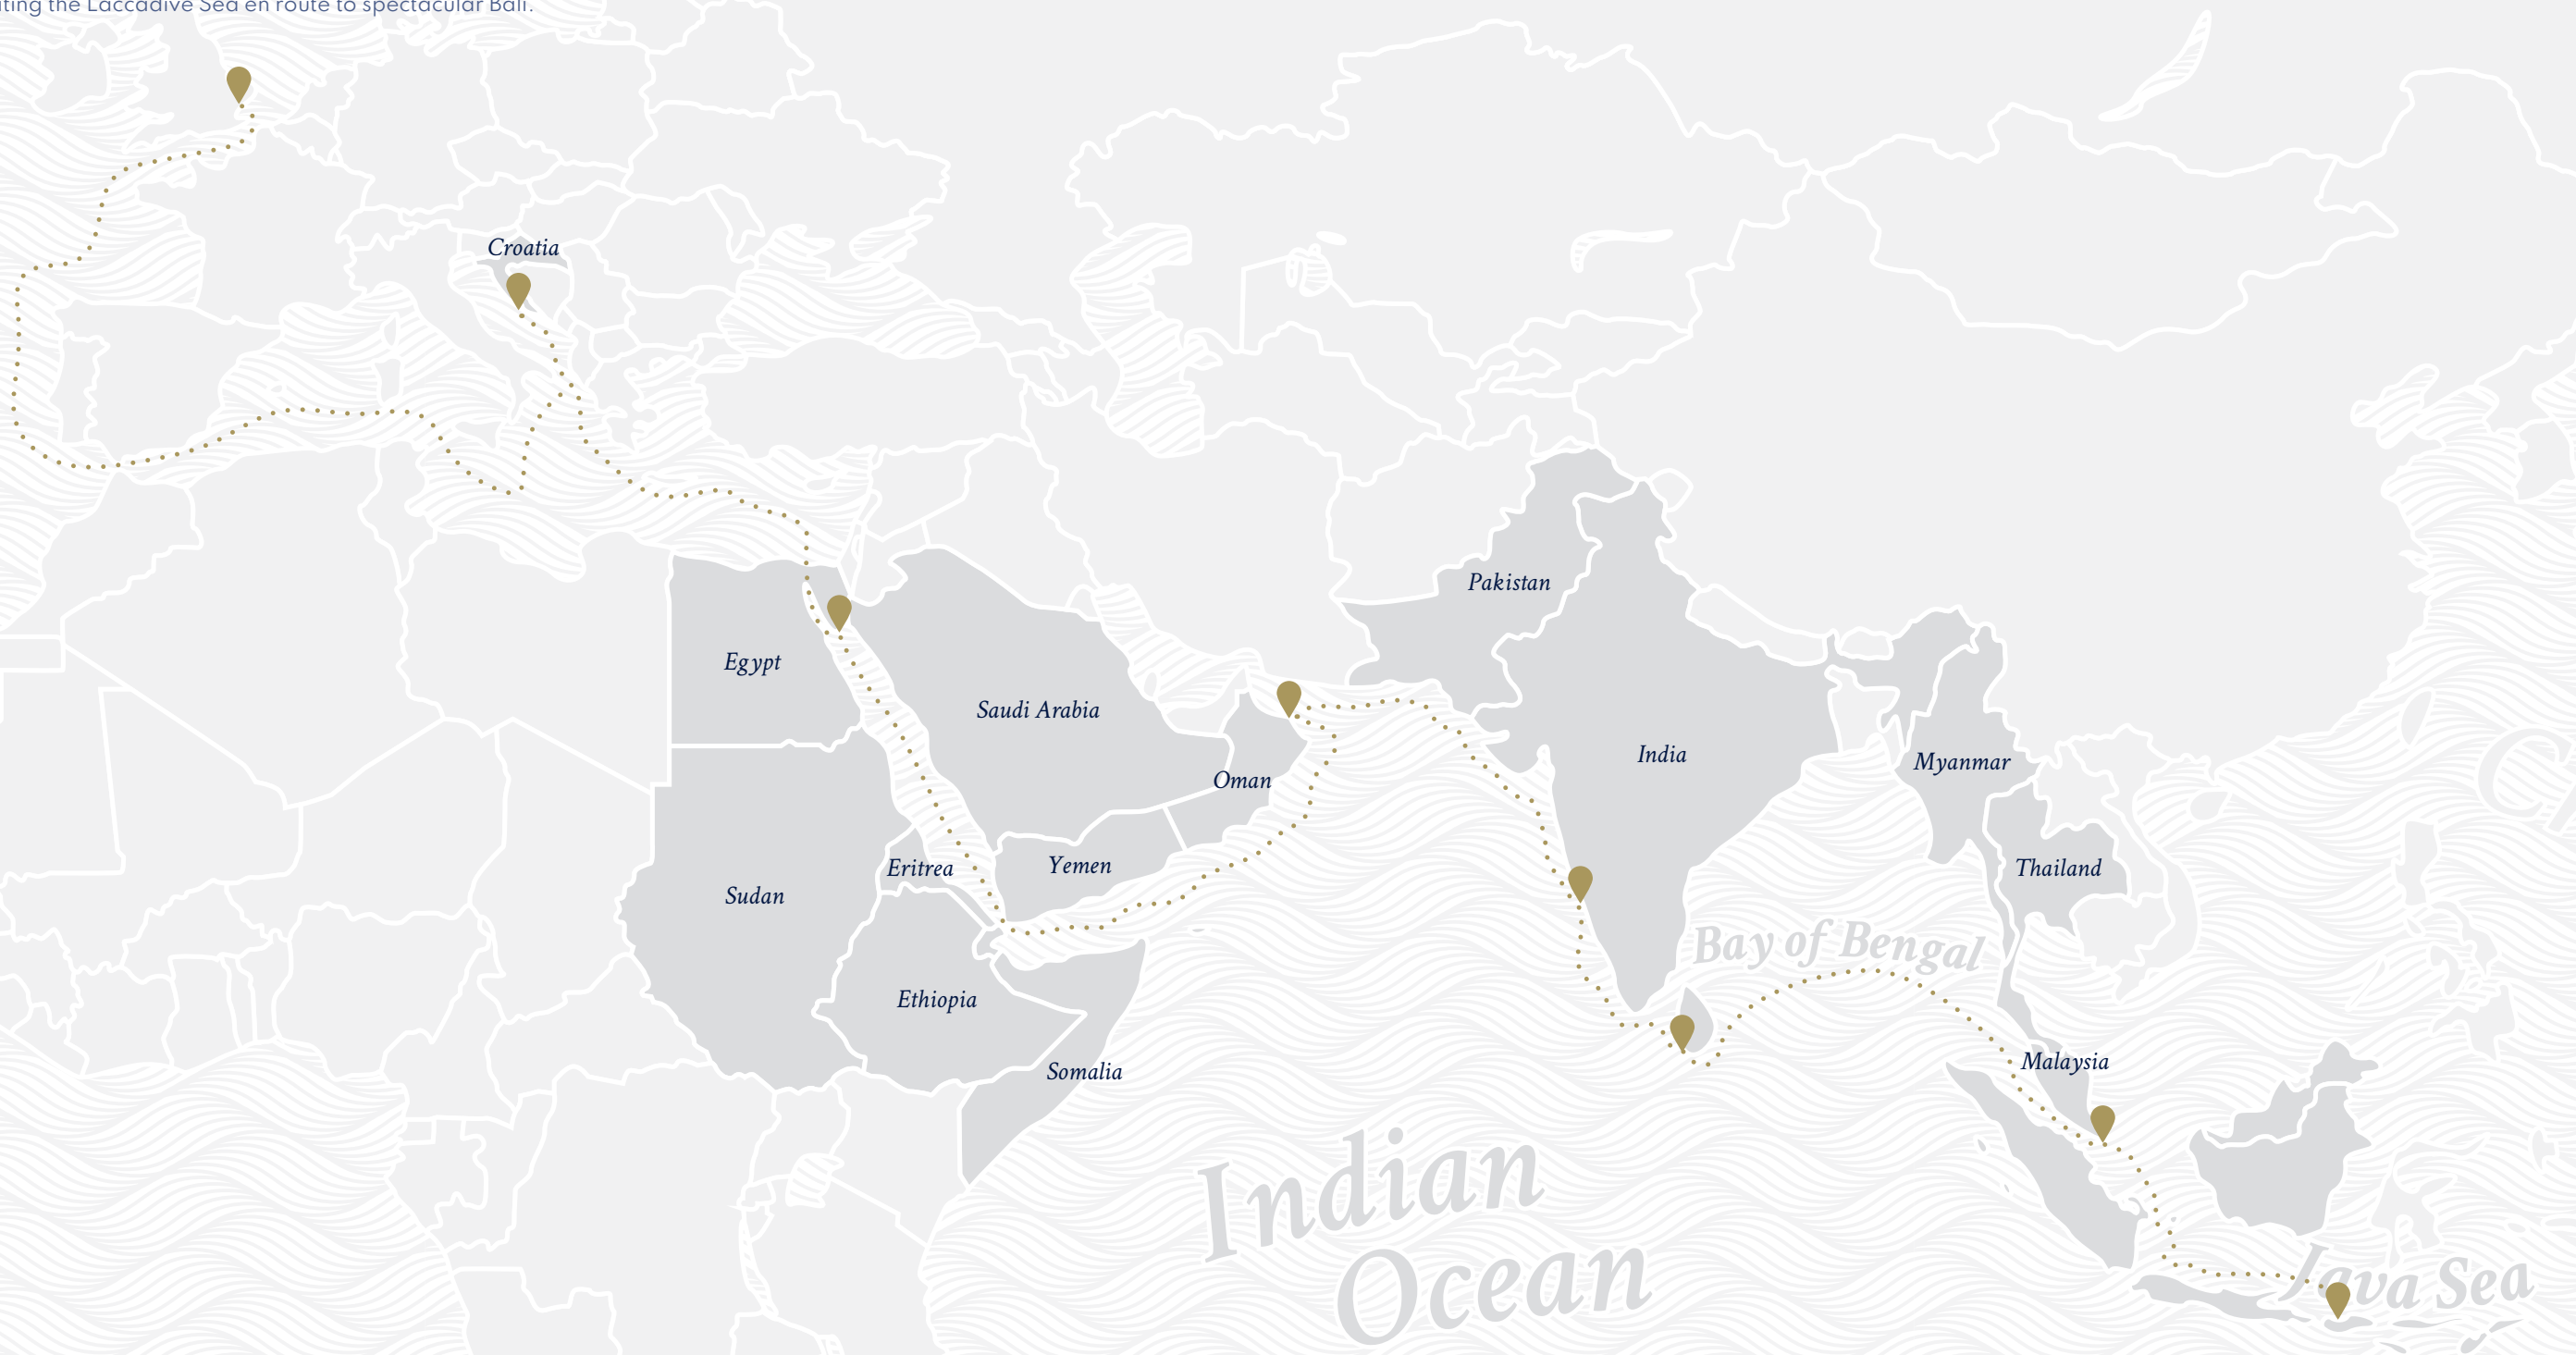 the Laccadive Sea en route to spectacular Bali.
Croatia
Pakistan
Egypt
Saudi Arabia
India
Myanmar
Oman
Yemen
Eritrea
Thailand
Sudan
Bay of Bengal
Ethiopia
Malaysia
Somalia
Indian
Ocean
Java Sea